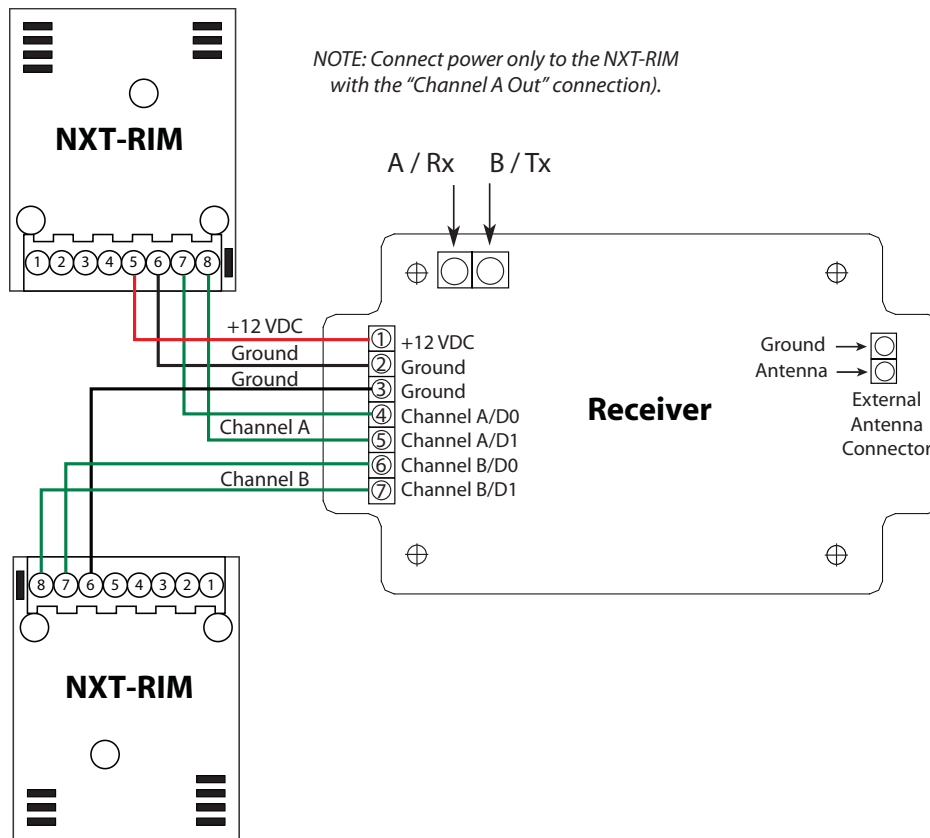 NOTE: Connect power only to the NXT-RIM
with the “Channel A Out” connection).
NXT-RIM
1 2 3 4 5 6 7 8
A / Rx B / Tx
+12 VDC
Ground
Ground
Channel A
Channel B
1 +12 VDC
2 Ground
3 Ground
4 Channel A/D0
5 Channel A/D1
6 Channel B/D0
7 Channel B/D1
Receiver
Ground
Antenna
External
Antenna
Connector
8 7 6 5 4 3 2 1
NXT-RIM